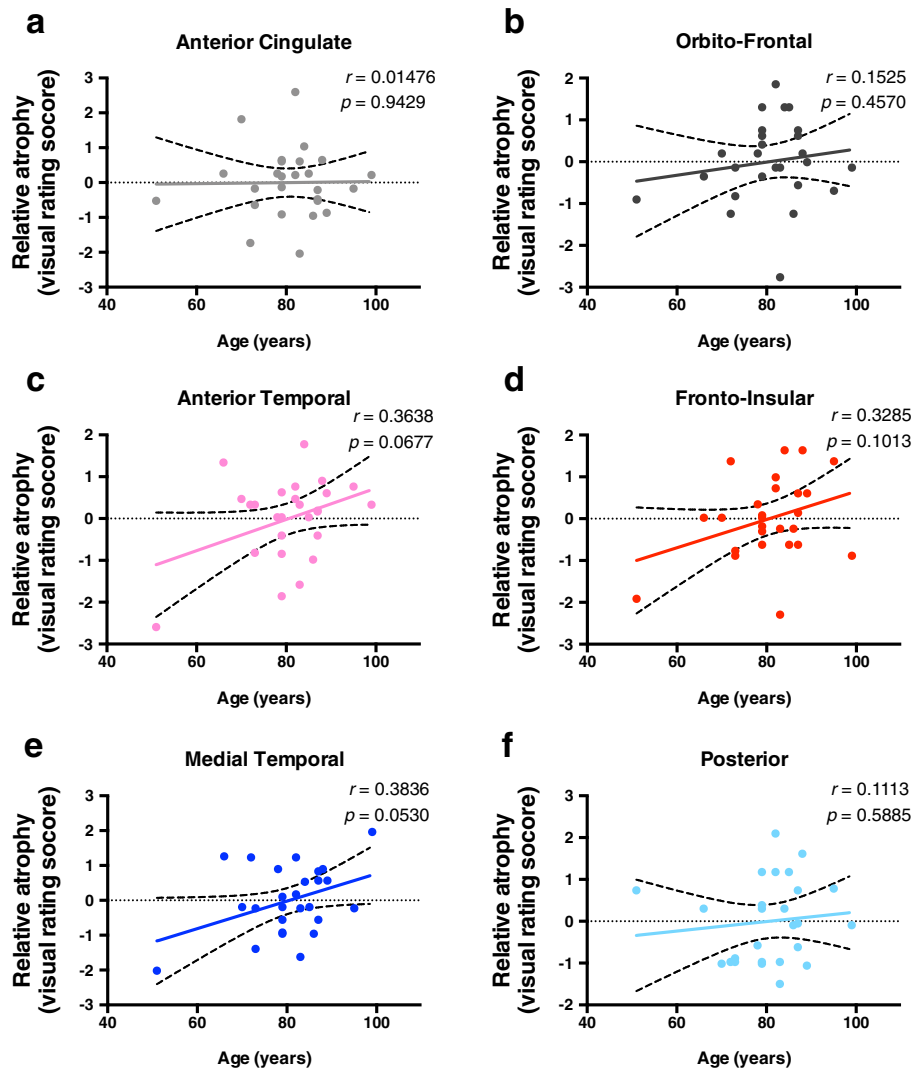 a
Anterior Cingulate
r = 0.01476
p = 0.9429
Relative atrophy
(visual rating socore)
3
2
1
0
-1
-2
-3
40
60
80
100
Age (years)
b
Orbito-Frontal
r = 0.1525
p = 0.4570
Relative atrophy
(visual rating socore)
2
1
0
-1
-2
-3
40
60
80
100
Age (years)
c
Anterior Temporal
r = 0.3638
p = 0.0677
Relative atrophy
(visual rating socore)
2
1
0
-1
-2
-3
40
60
80
100
Age (years)
d
Fronto-Insular
r = 0.3285
p = 0.1013
Relative atrophy
(visual rating socore)
2
1
0
-1
-2
-3
40
60
80
100
Age (years)
e
Medial Temporal
r = 0.3836
p = 0.0530
Relative atrophy
(visual rating socore)
3
2
1
0
-1
-2
-3
40
60
80
100
Age (years)
f
Posterior
r = 0.1113
p = 0.5885
Relative atrophy
(visual rating socore)
3
2
1
0
-1
-2
40
60
80
100
Age (years)